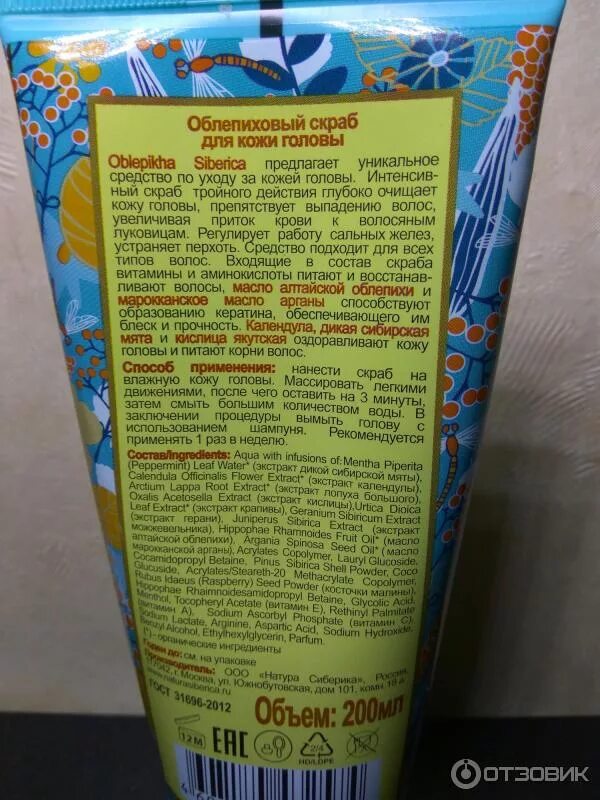 Облепиховый скраб
для кожи головы
Oblepikha Siberica предлагает уникальное
средство по уходу за кожей головы. Интенсив-
ный скраб тройного действия глубоко очищает
кожу головы, препятствует выпадению волос,
увеличивая приток крови к волосяным
луковицам. Регулирует работу сальных желез,
устраняет перхоть. Средство подходит для всех
типов волос. Входящие в состав скраба
витамины и аминокислоты питают и восстанав-
ливают волосы, масло алтайской облепихи и
марокканское масло арганы способствуют
образованию кератина, обеспечивающего им
блеск и прочность. Календула, дикая сибирская
мята и кислица якутская оздоравливают кожу
головы и питают корни волос.
Способ применения: нанести скраб на
влажную кожу головы. Массировать легкими
движениями, после чего оставить на 3 минуты,
затем смыть большим количеством воды. В
заключении процедуры вымыть голову с
использованием шампуня. Рекомендуется
применять 1 раз в неделю.
Состав/Ingredients: Aqua with infusions of: Mentha Piperita
(Peppermint) Leaf Water* (экстракт дикой сибирской мяты),
Calendula Officinalis Flower Extract* (экстракт календулы),
Arctium Lappa Root Extract* (экстракт лопуха большого),
Oxalis Acetosella Extract (экстракт кислицы),Urtica Dioica
Leaf Extract* (экстракт крапивы), Geranium Sibiricum Extract
(экстракт герани), Juniperus Sibirica Extract (экстракт
можжевельника), Hippophae Rhamnoides Fruit Oil* (масло
алтайской облепихи), Argania Spinosa Seed Oil* (масло
марокканской арганы), Acrylates Copolymer, Lauryl Glucoside,
Cocamidopropyl Betaine, Pinus Sibirica Shell Powder, Coco
Glucoside, Acrylates/Steareth-20 Methacrylate Copolymer,
Rubus Idaeus (Raspberry) Seed Powder (косточки малины),
Hippophae Rhaimnoidesamidopropyl Betaine, Glycolic Acid,
Menthol, Tocopheryl Acetate (витамин E), Rethinyl Palmitate
(витамин A), Sodium Ascorbyl Phosphate (витамин C),
Sodium Lactate, Arginine, Aspartic Acid, Sodium Hydroxide,
Benzyl Alcohol, Ethylhexylglycerin, Parfum.
(*) - органические ингредиенты
Годен до: см. на упаковке
Производитель: ООО «Натура Сиберика», Россия,
117042, г. Москва, ул. Южнобутовская, дом 101, комн.
www.naturasiberica.ru
ГОСТ 31696-2012
Объем: 200мл
12M EAC 2/4
HD/LDPE
ОТЗОВИК